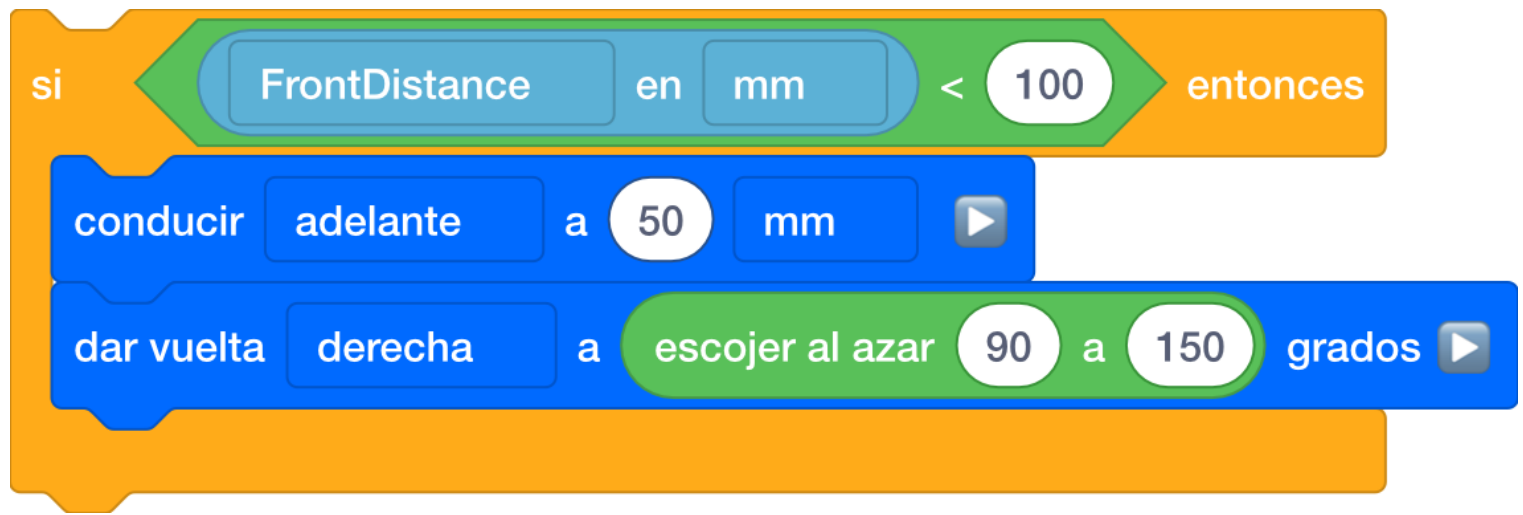 si FrontDistance en mm < 100 entonces
conducir adelante a 50 mm
dar vuelta derecha a escojer al azar 90 a 150 grados